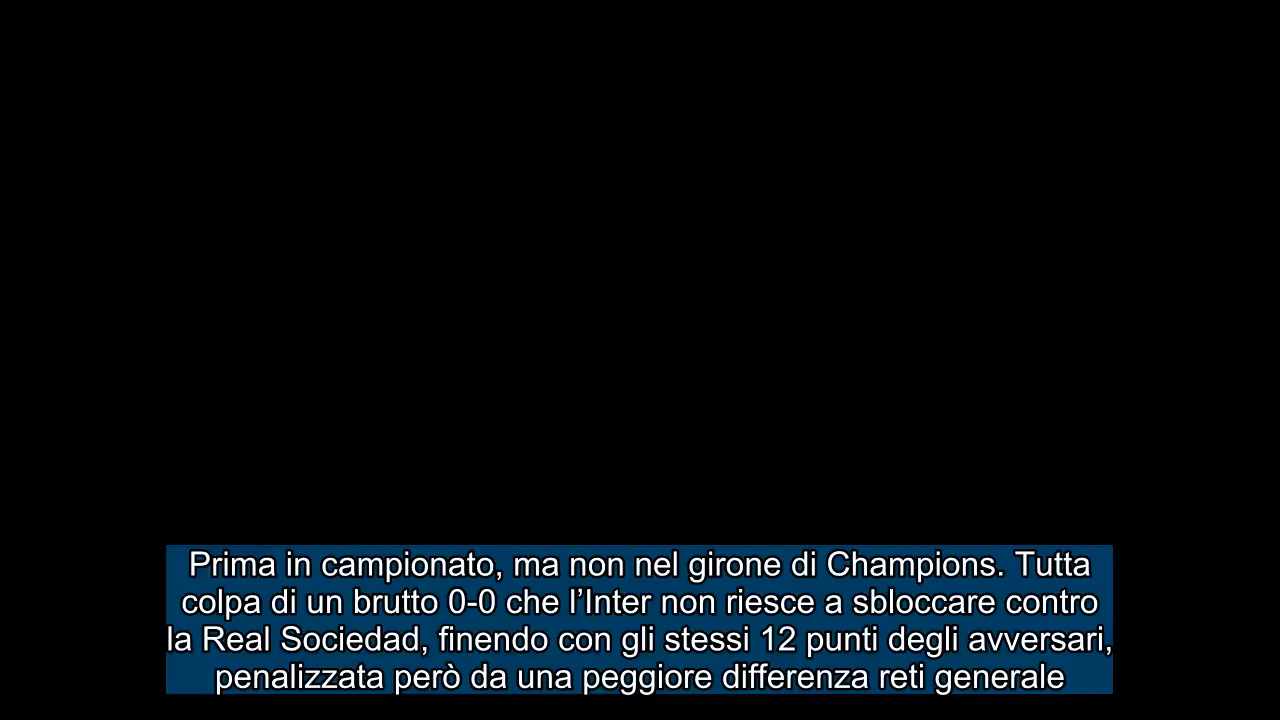 Prima in campionato, ma non nel girone di Champions. Tutta
colpa di un brutto 0-0 che l’Inter non riesce a sbloccare contro
la Real Sociedad, finendo con gli stessi 12 punti degli avversari,
penalizzata però da una peggiore differenza reti generale